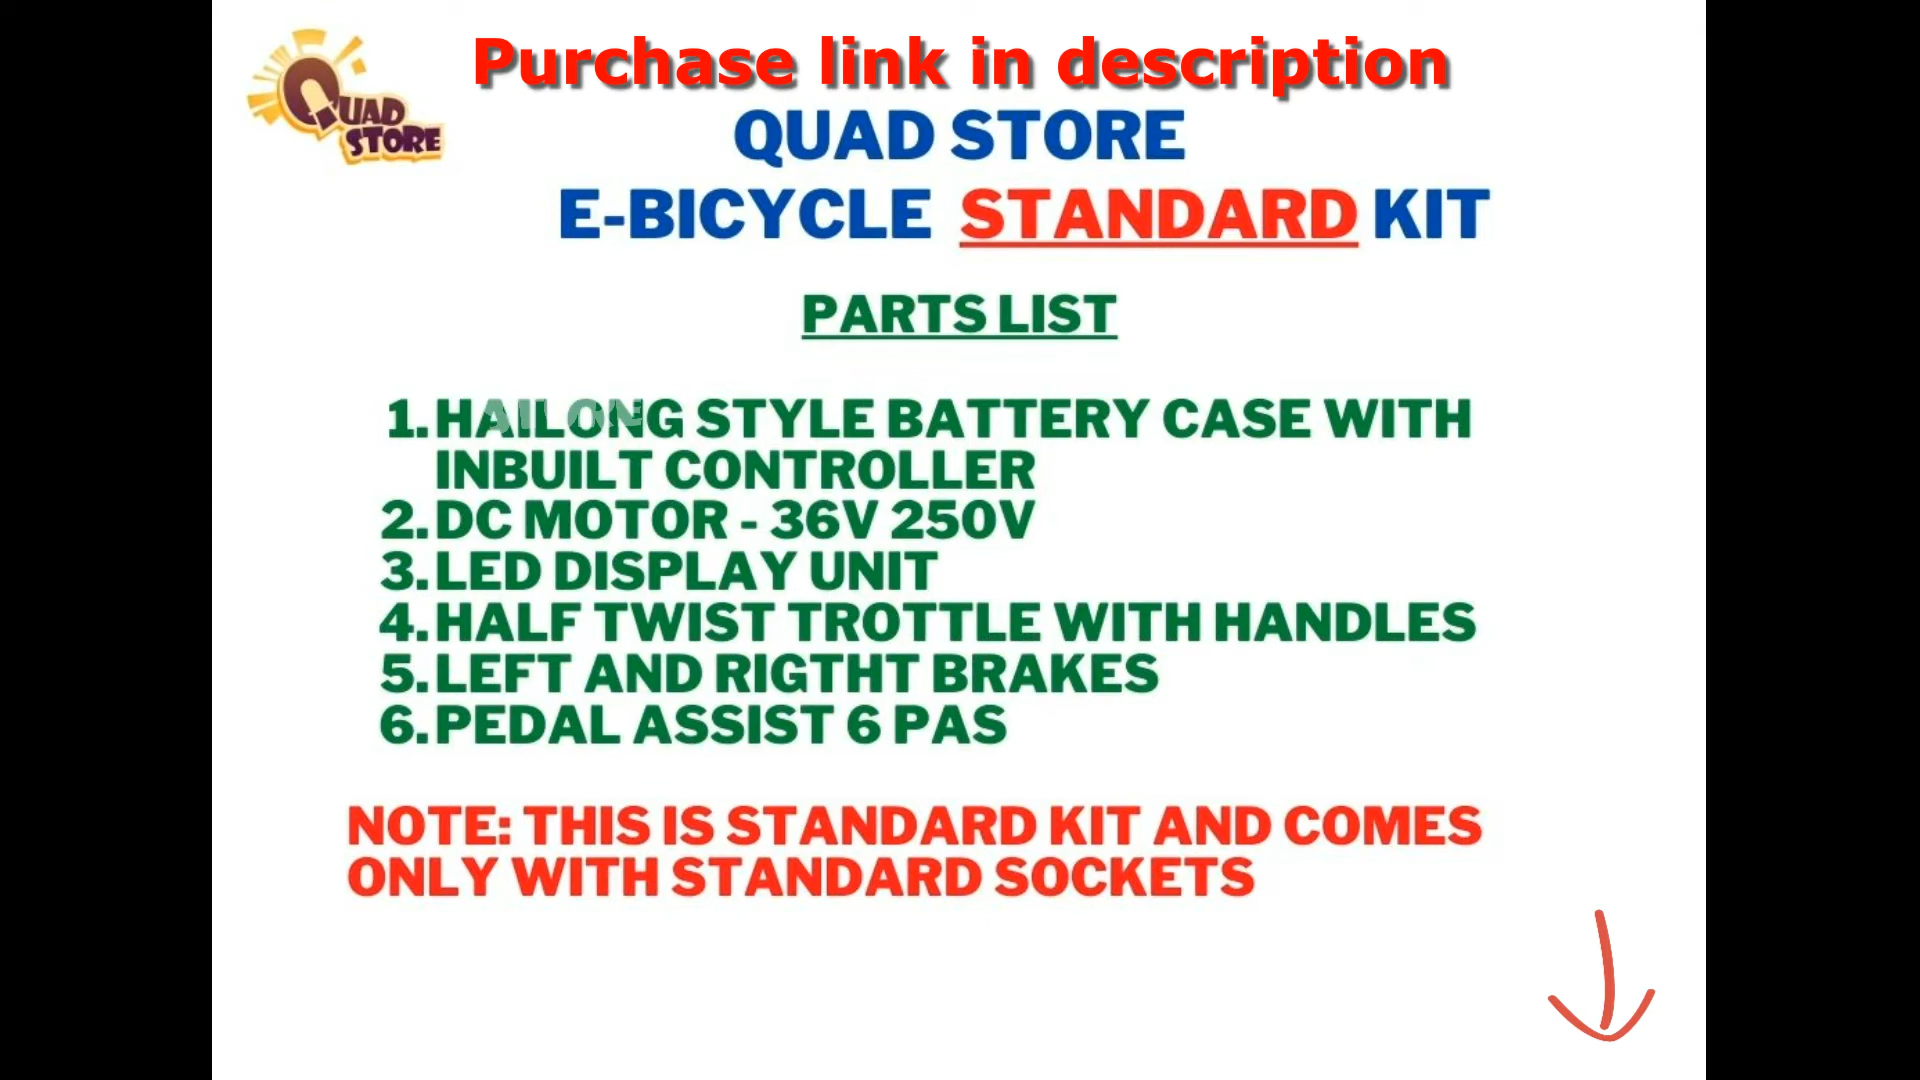 QUAD
STORE
Purchase link in description
QUAD STORE
E-BICYCLE STANDARD KIT
PARTS LIST
1. HAILONG STYLE BATTERY CASE WITH
INBUILT CONTROLLER
2. DC MOTOR - 36V 250V
3. LED DISPLAY UNIT
4. HALF TWIST TROTTLE WITH HANDLES
5. LEFT AND RIGTHT BRAKES
6. PEDAL ASSIST 6 PAS
STORE
NOTE: THIS IS STANDARD KIT AND COMES
ONLY WITH STANDARD SOCKETS